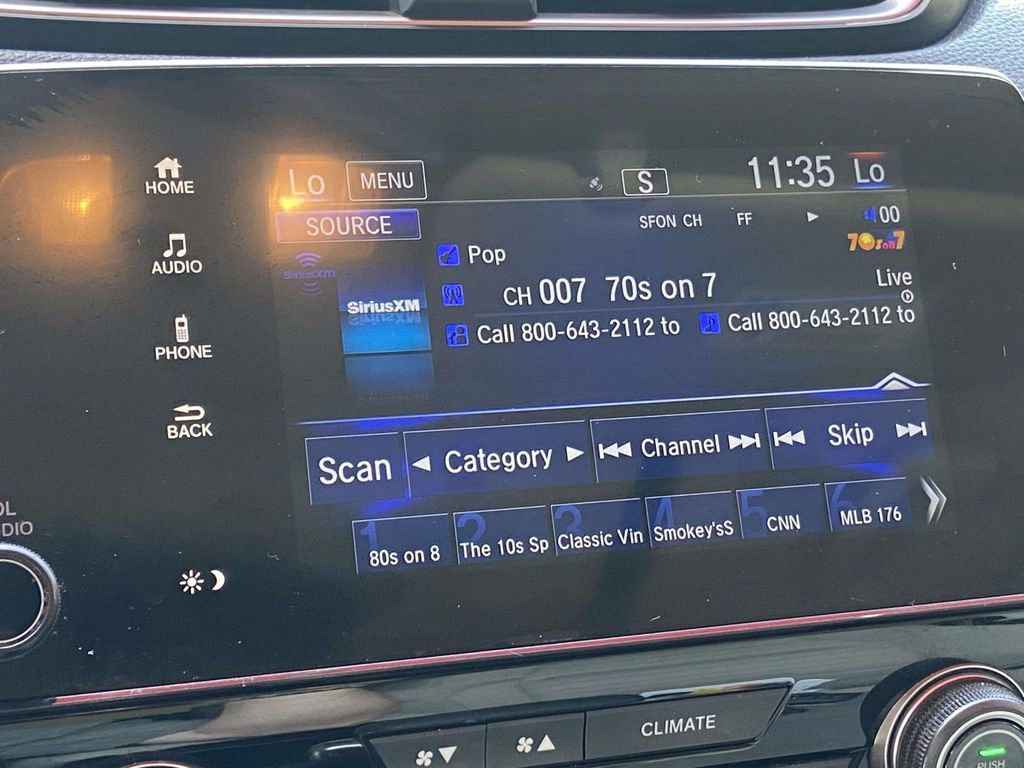 HOME
AUDIO
PHONE
BACK
Lo
MENU
S
11:35
Lo
SOURCE
SFON CH
FF
00
SiriusXM
Pop
70s on 7
SiriusXM
CH 007 70s on 7
Live
Call 800-643-2112 to
Call 800-643-2112 to
Scan
Category
Channel
Skip
1 80s on 8
2 The 10s Sp
3 Classic Vin
4 Smokey'sS
5 CNN
6 MLB 176
CLIMATE
PUSH